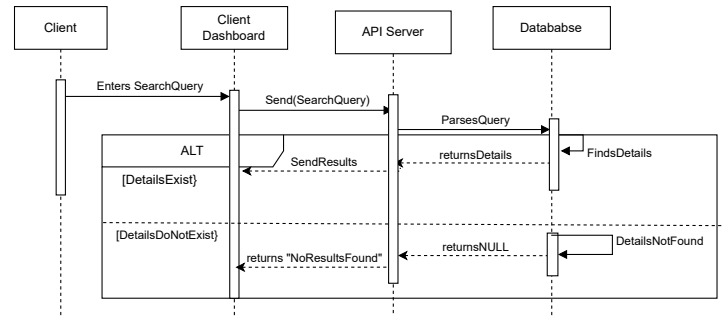 Client
Client
Dashboard
API Server
Datababse
Enters SearchQuery
Send(SearchQuery)
ParsesQuery
ALT
returnsDetails
FindsDetails
SendResults
[DetailsExist}
[DetailsDoNotExist}
DetailsNotFound
returnsNULL
returns "NoResultsFound"